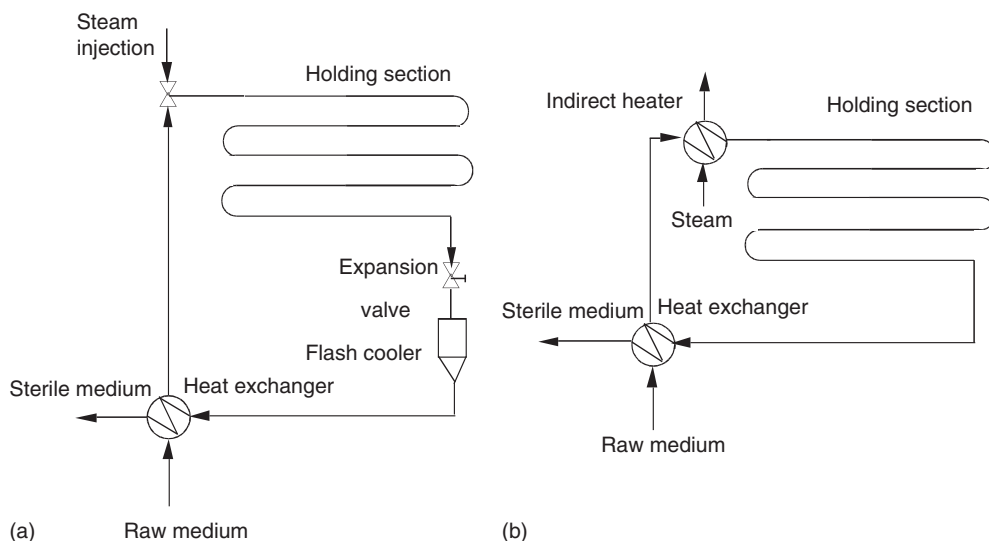 Steam
injection
Holding section
Expansion
valve
Flash cooler
Sterile medium
Heat exchanger
Raw medium
(a)
Indirect heater
Holding section
Steam
Sterile medium
Heat exchanger
Raw medium
(b)